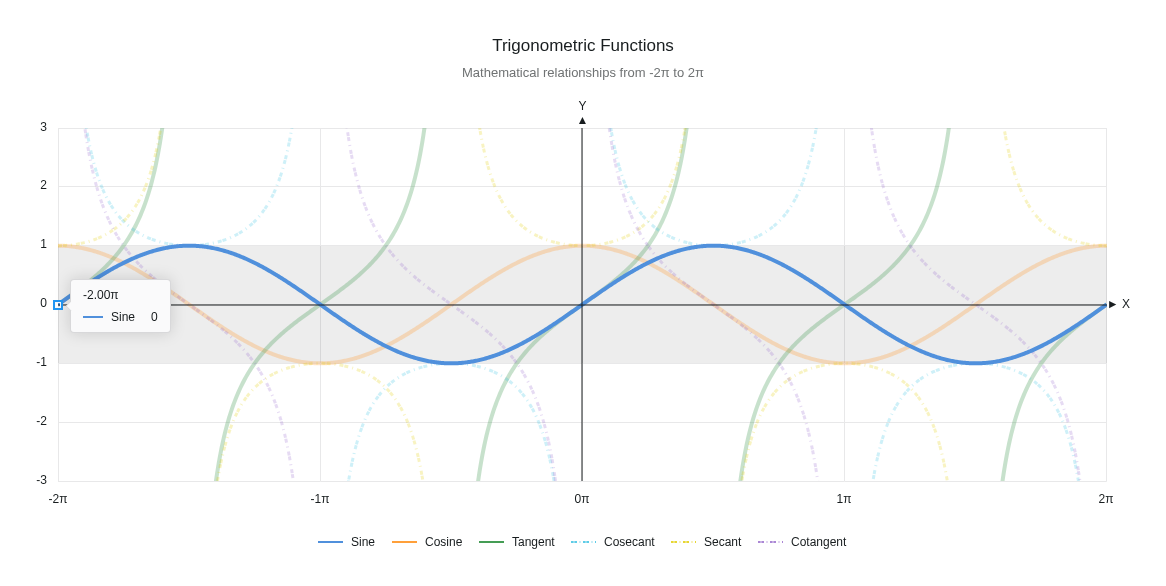 Trigonometric Functions
Mathematical relationships from -2π to 2π
Y
3
2
1
0
-1
-2
-3
-2.00π
Sine 0
X
-2π -1π 0π 1π 2π
Sine Cosine Tangent Cosecant Secant Cotangent